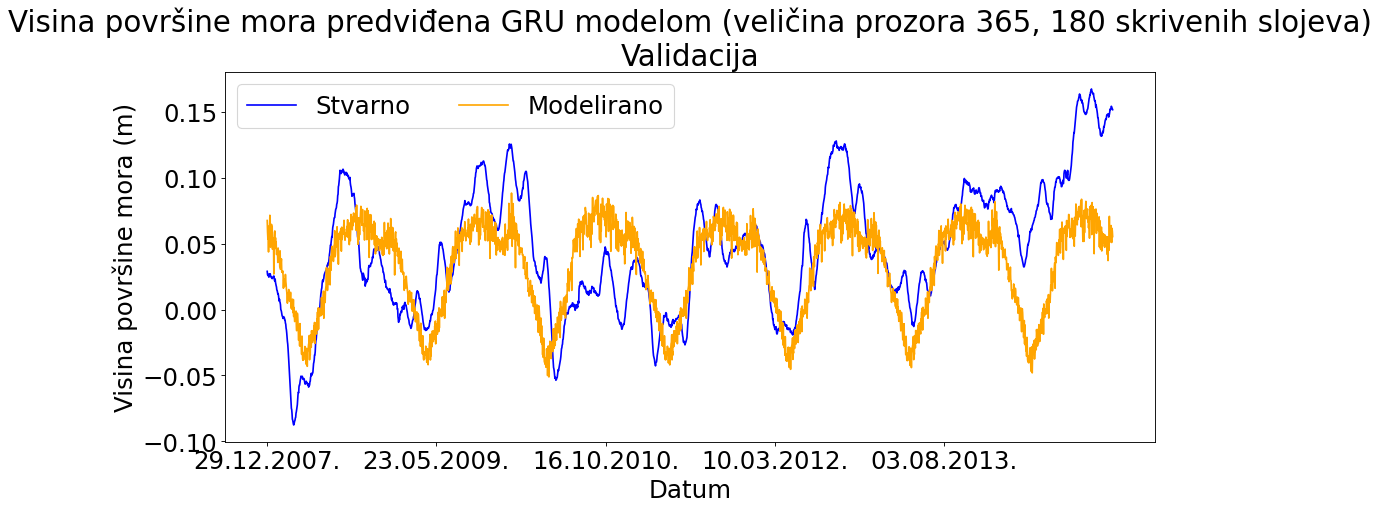 Visina površine mora predviđena GRU modelom (veličina prozora 365, 180 skrivenih slojeva)
Validacija
Stvarno Modelirano
Visina površine mora (m)
0.15
0.10
0.05
0.00
−0.05
−0.10
29.12.2007. 23.05.2009. 16.10.2010. 10.03.2012. 03.08.2013.
Datum